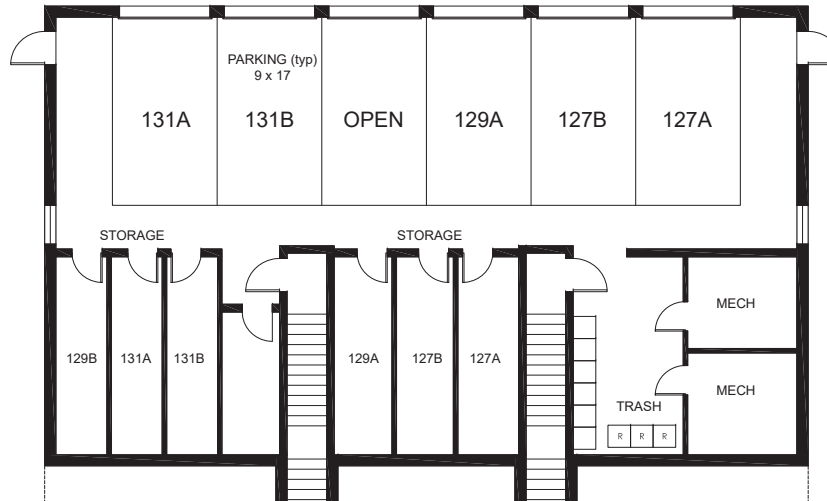 PARKING (typ)
9 x 17
131A
131B
OPEN
129A
127B
127A
STORAGE
STORAGE
129B
131A
131B
129A
127B
127A
MECH
MECH
TRASH
R
R
R